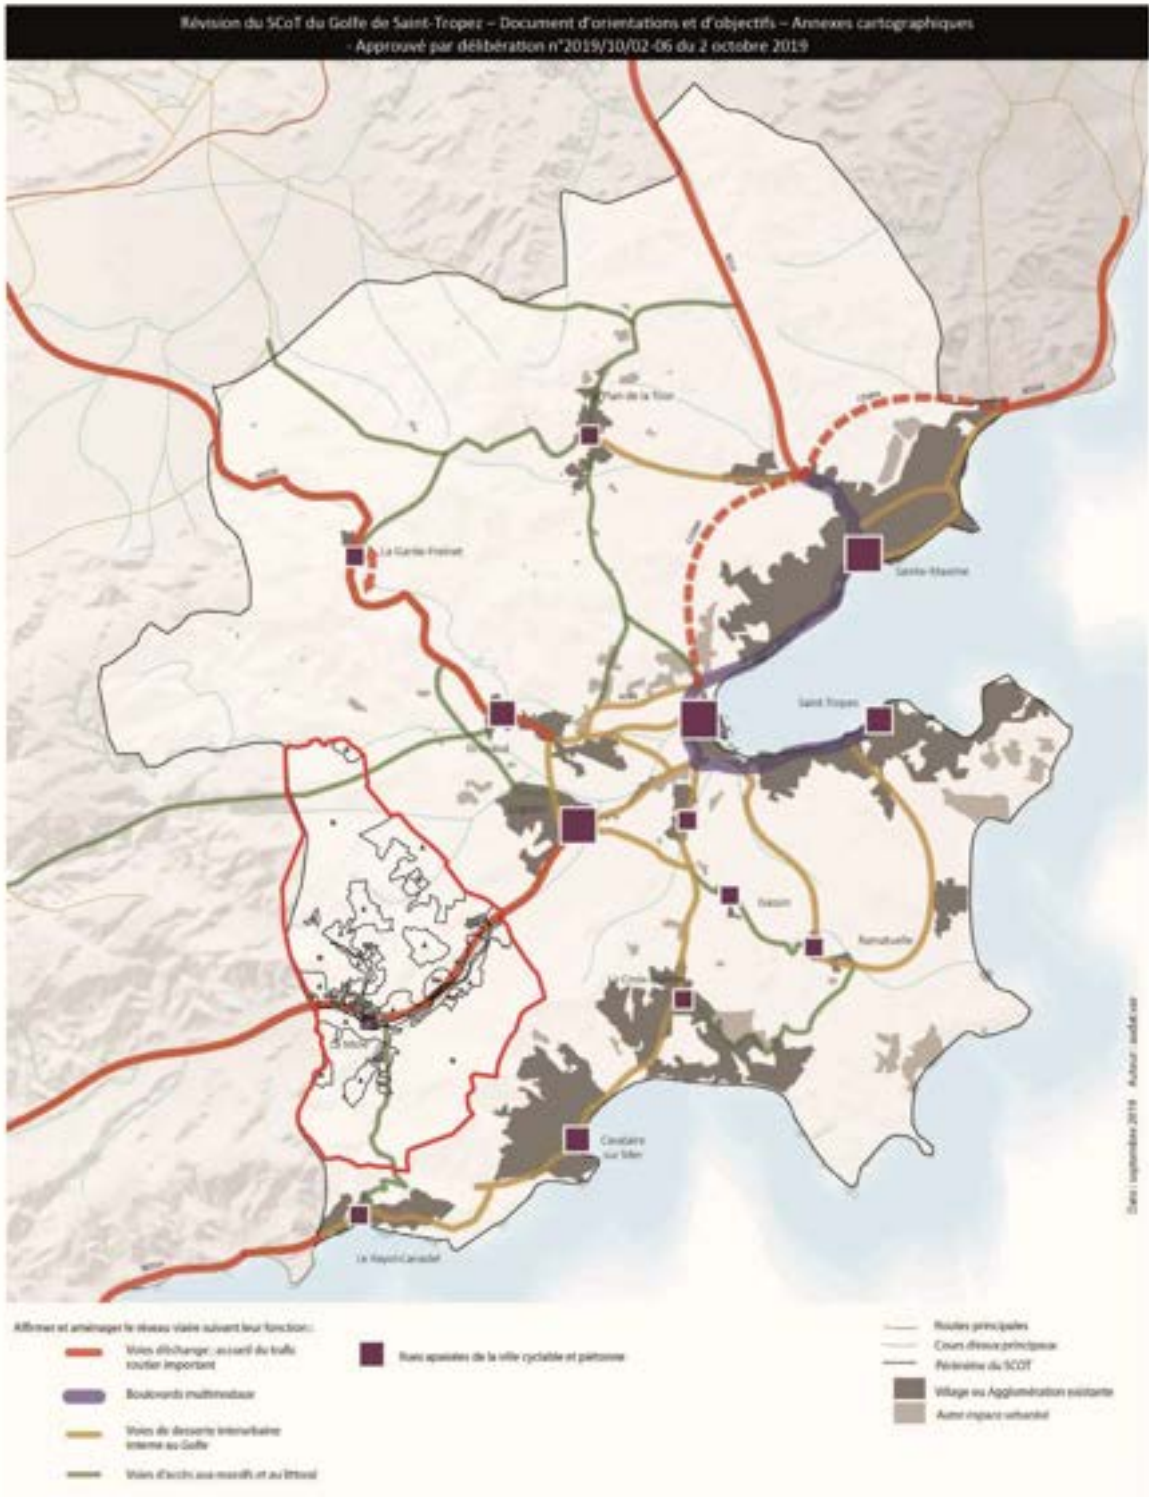 Révision du SCoT du Golfe de Saint-Tropez – Document d'orientations et d'objectifs – Annexes cartographiques
- Approuvé par délibération n°2019/10/02-06 du 2 octobre 2019
Plan de la Tour
La Garde-Freinet
Sainte-Maxime
Saint-Tropez
Gassin
Ramatuelle
La Croix
Cavalaire
sur Mer
Le Rayol-Canadel
Date : septembre 2019 Auteur :
Affirmer et aménager le réseau viaire suivant leur fonction :
Voies d'échange : accueil du trafic
routier important
Boulevards multimodaux
Voies de desserte interurbaine
interne au Golfe
Voies d'accès aux massifs et au littoral
Rues apaisées de la ville cyclable et piétonne
Routes principales
Cours d'eaux principaux
Périmètre du SCOT
Village ou Agglomération existante
Autre espace urbanisé